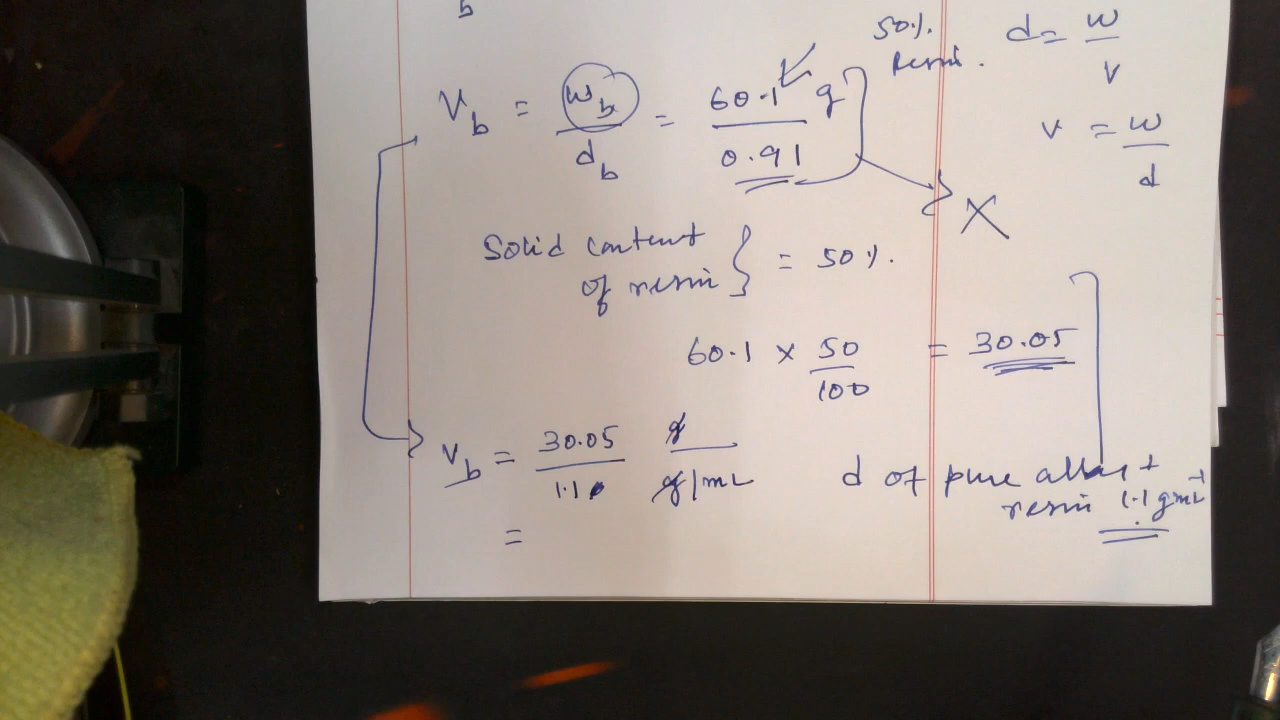 b
50%. Resin.
d = w/v
V_b = w_b/d_b = 60.1 g/0.91
v = w/d
X
Solid content
of resin } = 50%.
60.1 × 50/100 = 30.05
V_b = 30.05/1.1 g/g/mL
d of pure
resin 1.1 g mL⁻¹
=